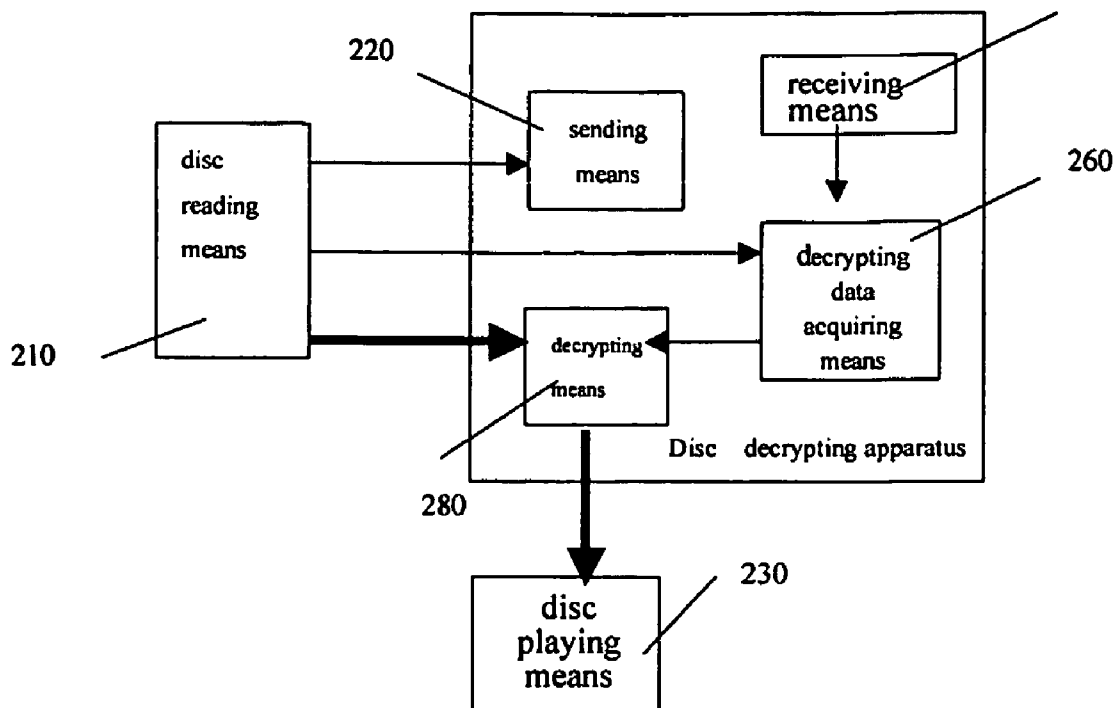 220
receiving
means
sending
means
disc
reading
means
260
decrypting
data
acquiring
means
210
decrypting
means
Disc decrypting apparatus
280
230
disc
playing
means